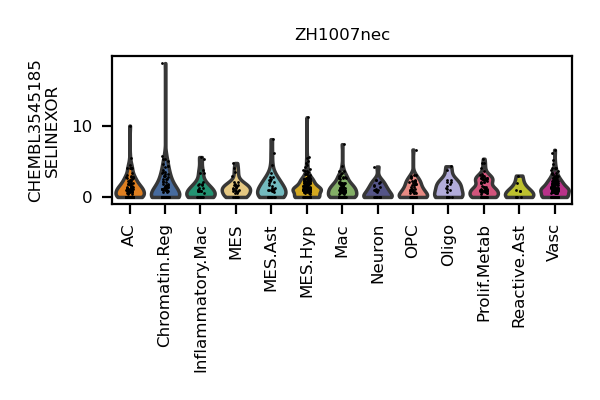 ZH1007nec
CHEMBL3545185
SELINEXOR
10
0
AC
Chromatin.Reg
Inflammatory.Mac
MES
MES.Ast
MES.Hyp
Mac
Neuron
OPC
Oligo
Prolif.Metab
Reactive.Ast
Vasc